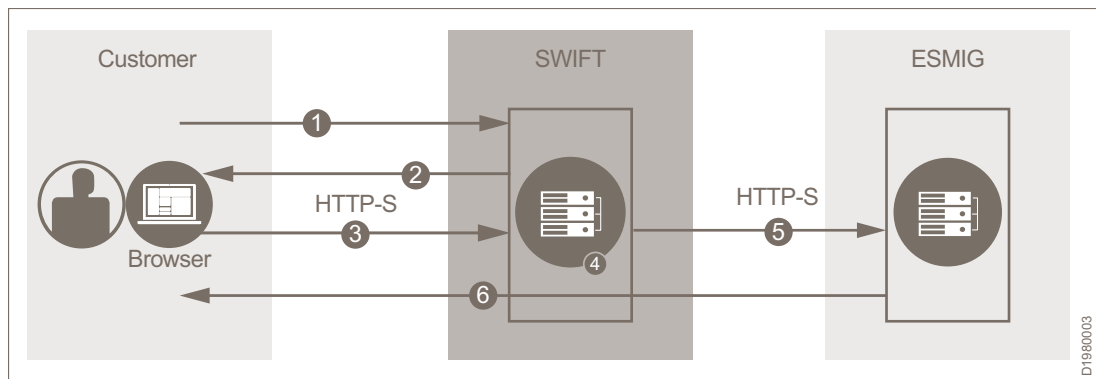 Customer
SWIFT
ESMIG
1
2
HTTP-S
HTTP-S
3
5
Browser
4
6
D1980003